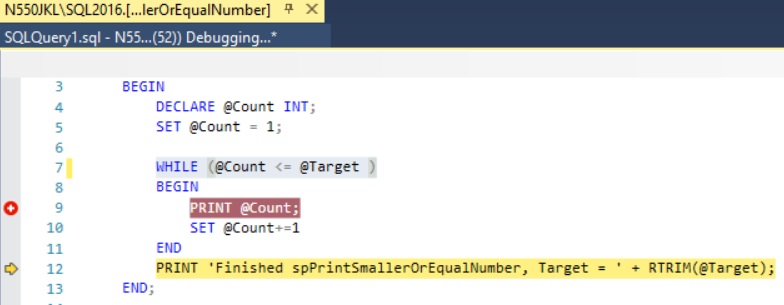 N550JKL\SQL2016.[...lerOrEqualNumber]
SQLQuery1.sql - N55...(52)) Debugging...*
3 BEGIN
4 DECLARE @Count INT;
5 SET @Count = 1;
6
7 WHILE (@Count <= @Target )
8 BEGIN
9 PRINT @Count;
10 SET @Count+=1
11 END
12 PRINT 'Finished spPrintSmallerOrEqualNumber, Target = ' + RTRIM(@Target);
13 END;